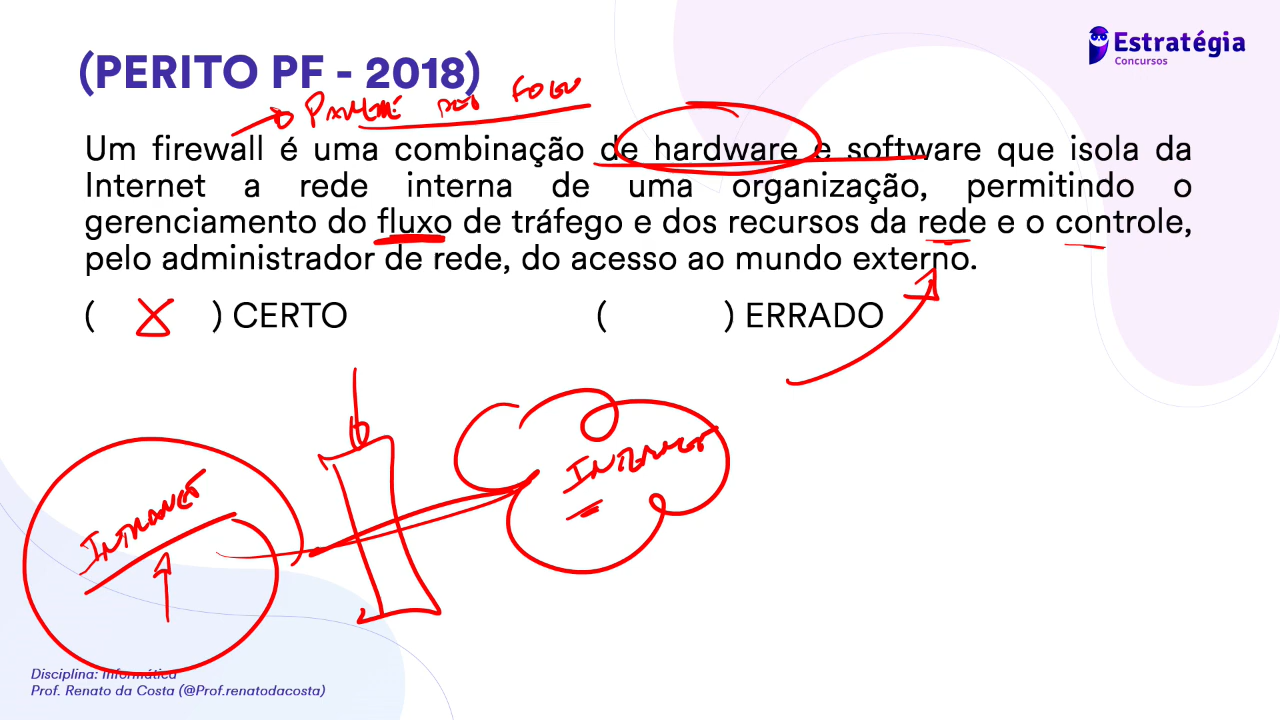 Estratégia
Concursos
(PERITO PF - 2018)
Um firewall é uma combinação de hardware e software que isola da
Internet a rede interna de uma organização, permitindo o
gerenciamento do fluxo de tráfego e dos recursos da rede e o controle,
pelo administrador de rede, do acesso ao mundo externo.
( X ) CERTO ( ) ERRADO
INTERNET
INTRANET
Disciplina: Informática
Prof. Renato da Costa (@Prof.renatodacosta)